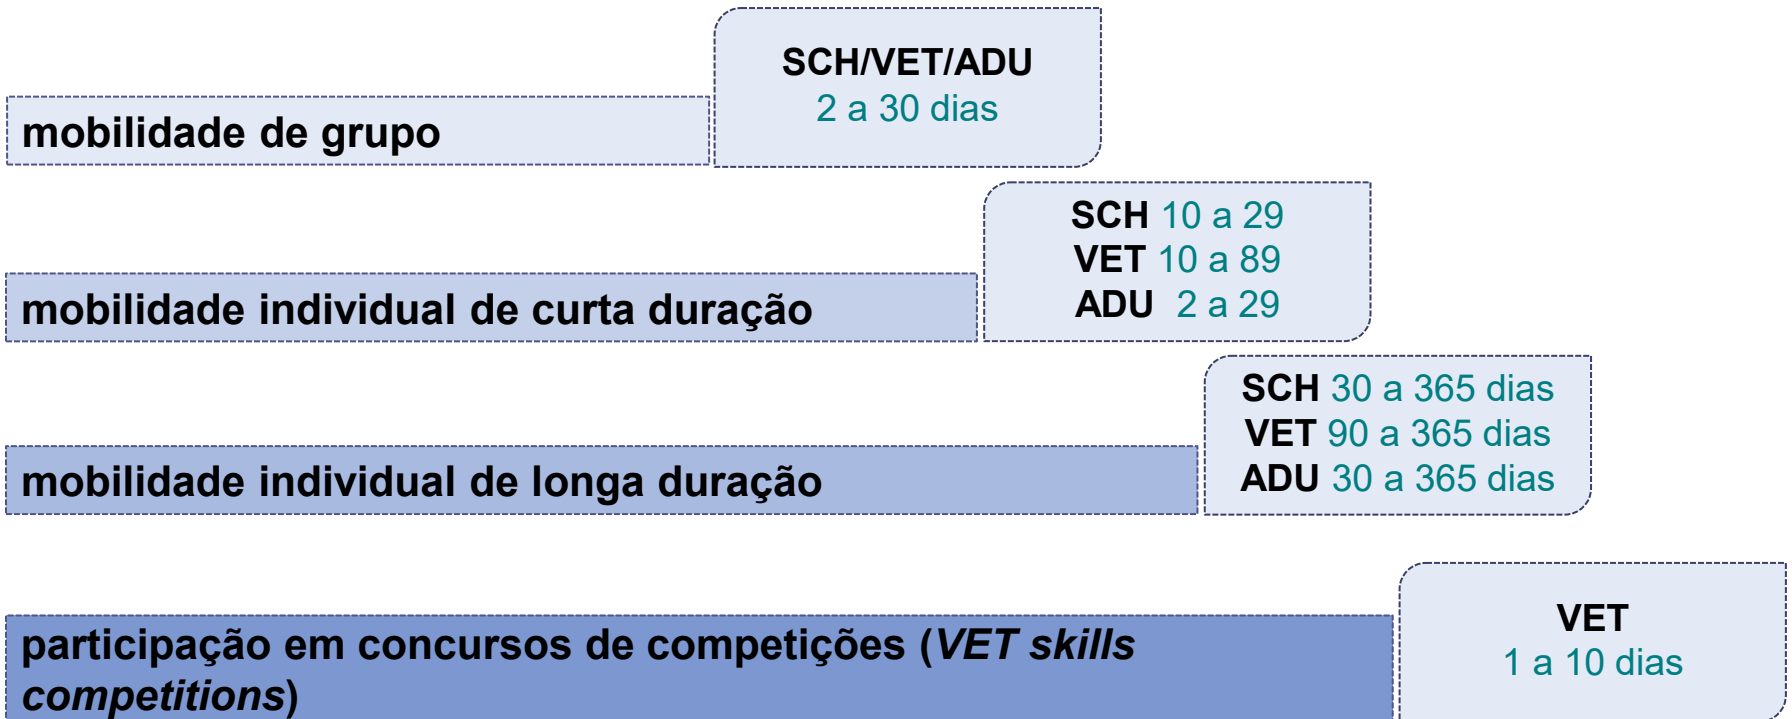 SCH/VET/ADU
2 a 30 dias
mobilidade de grupo
SCH 10 a 29
VET 10 a 89
ADU 2 a 29
mobilidade individual de curta duração
SCH 30 a 365 dias
VET 90 a 365 dias
ADU 30 a 365 dias
mobilidade individual de longa duração
VET
1 a 10 dias
participação em concursos de competições (VET skills
competitions)